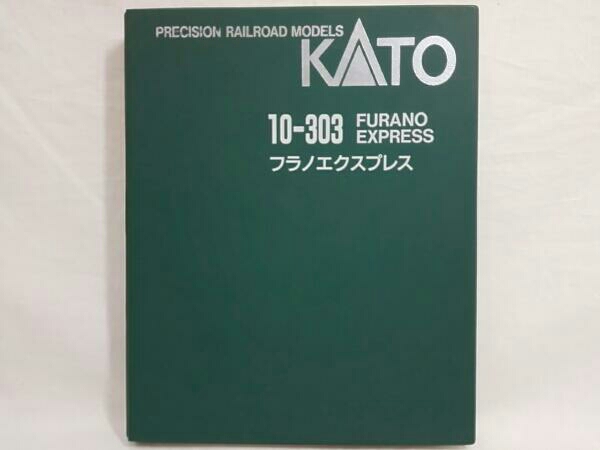 PRECISION RAILROAD MODELS
KATO
10-303 FURANO EXPRESS
フラノエクスプレス